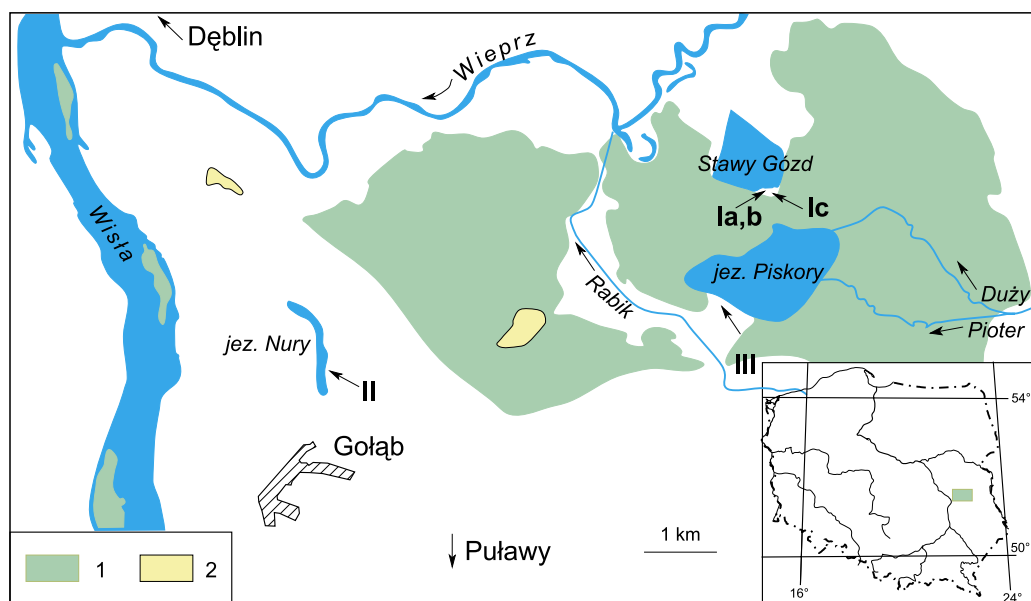 Dęblin
Wieprz
Stawy Gózd
Ia,b
Ic
Wisła
jez. Piskory
Duży
Pioter
Rabik
jez. Nury
II
III
Gołąb
54°
1
2
Puławy
1 km
50°
16°
24°